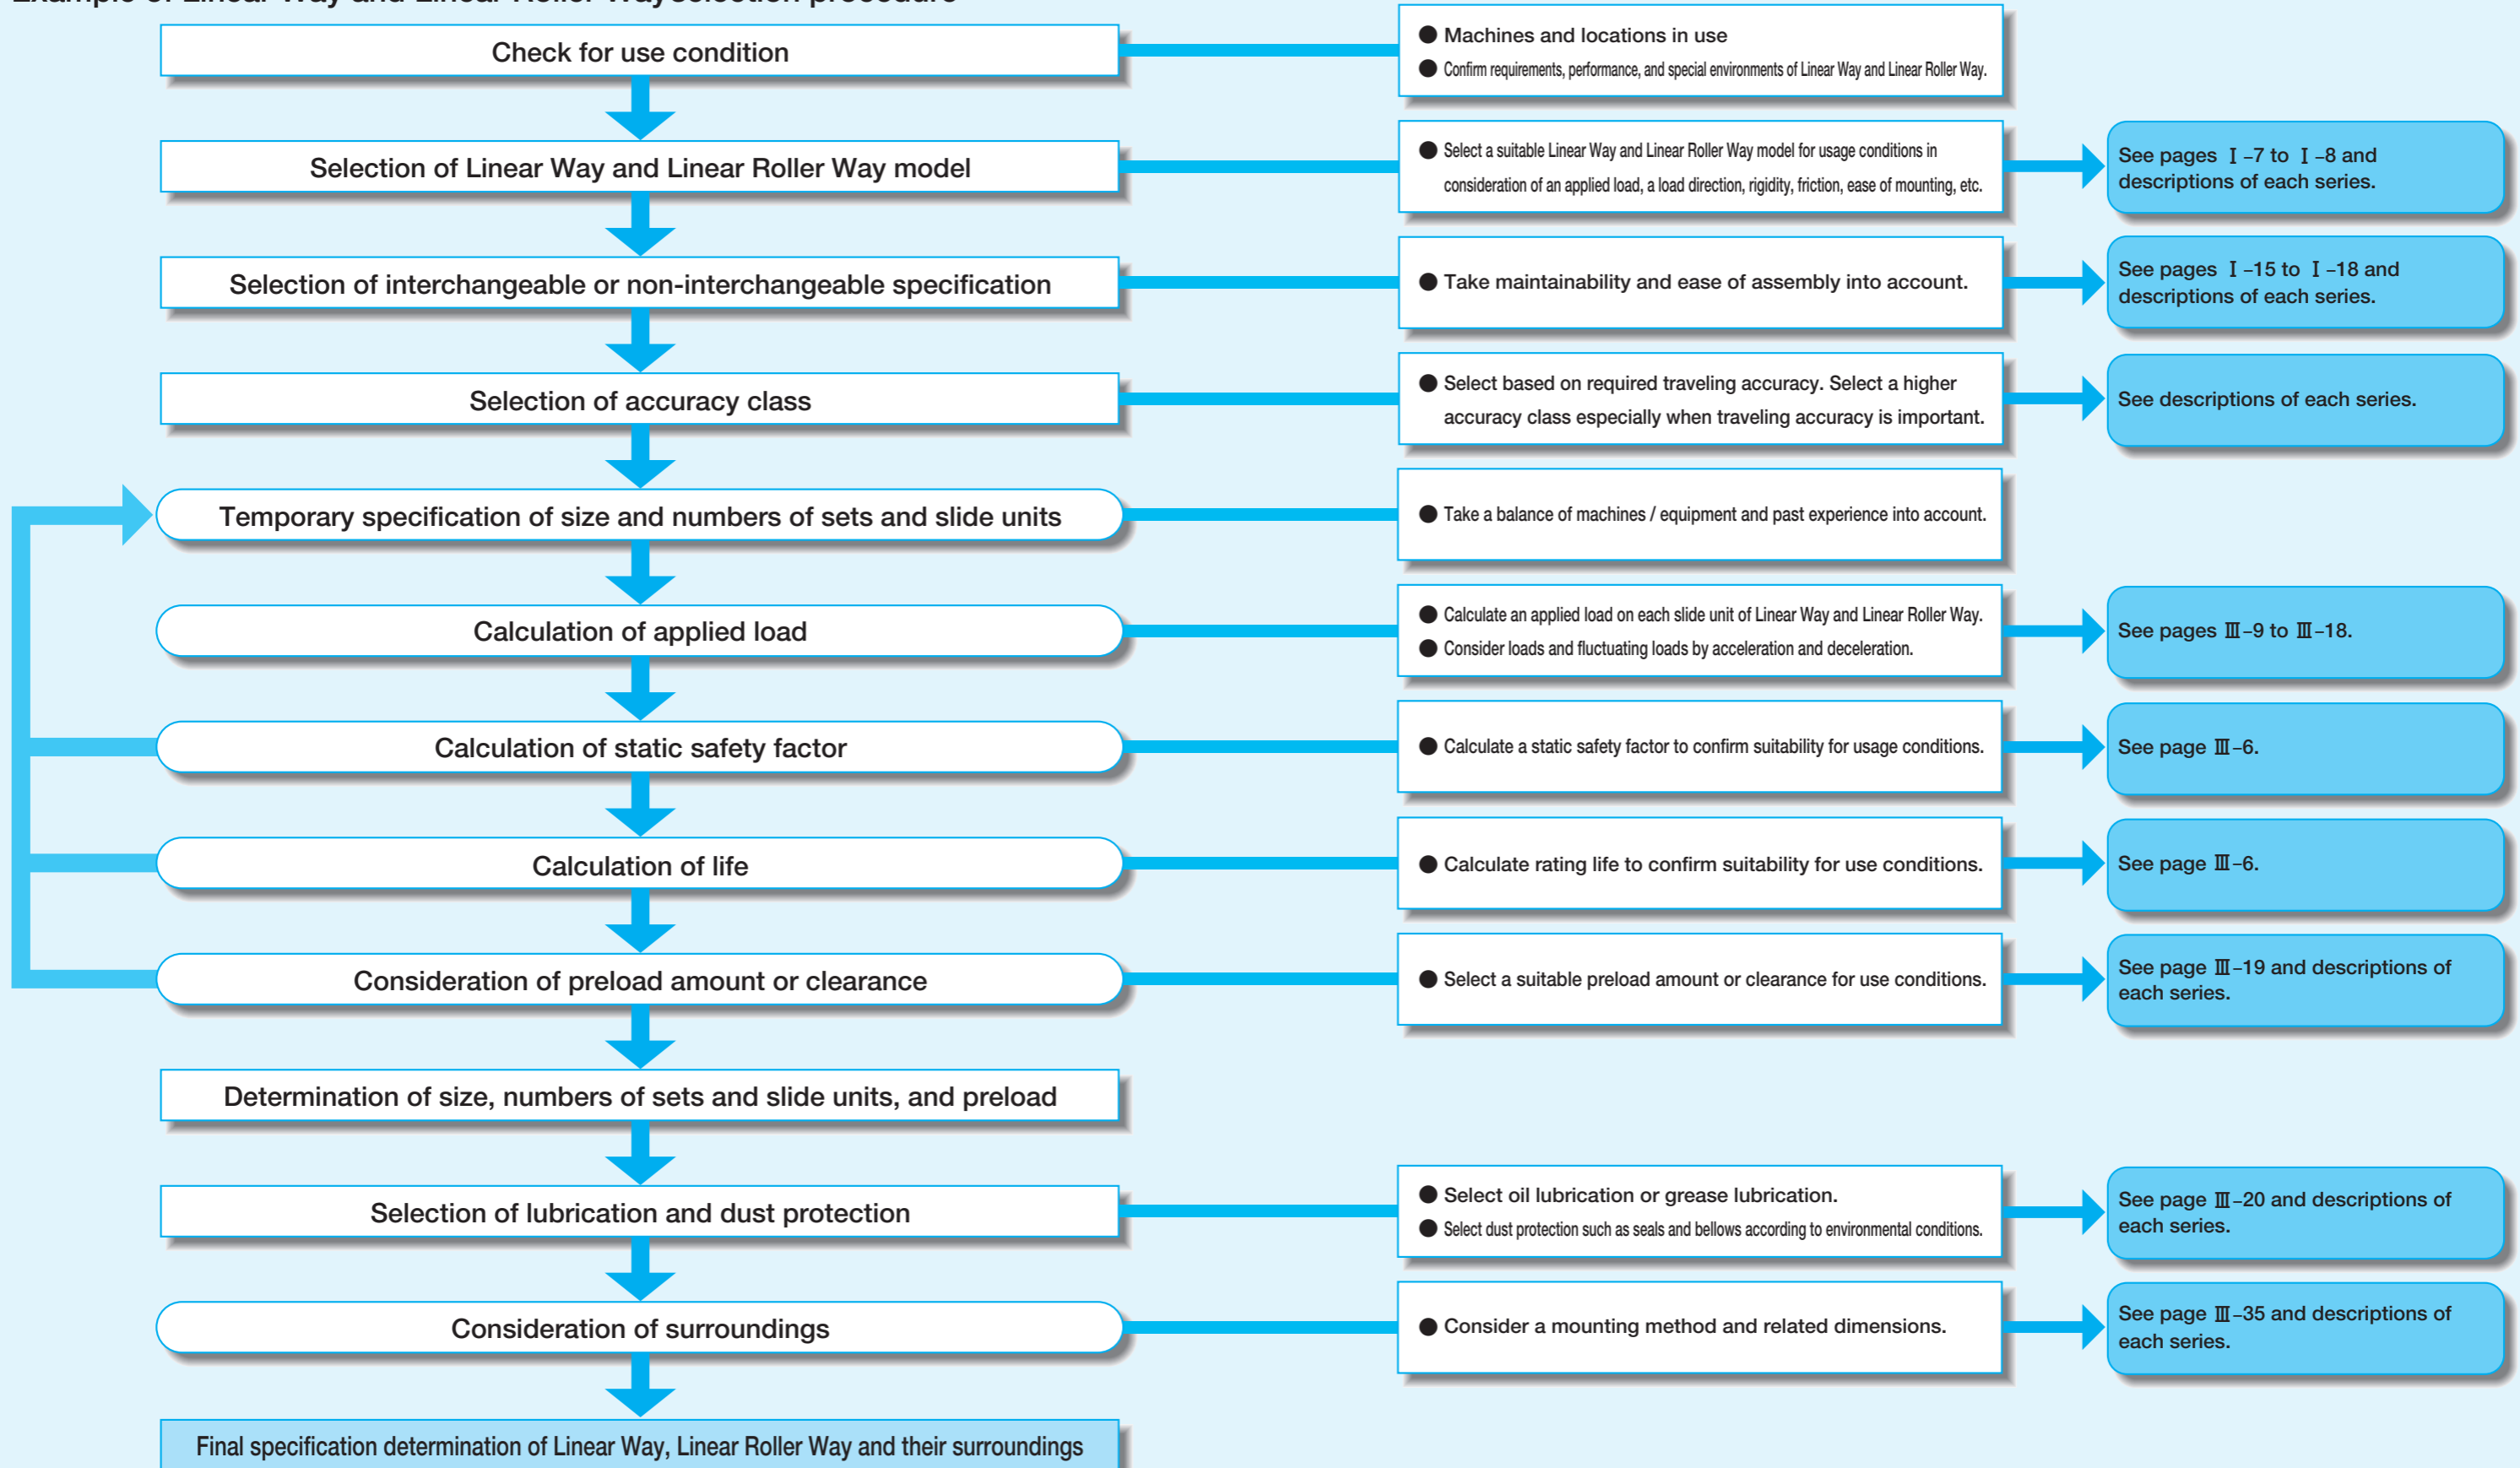 Example of Linear Way and Linear Roller Way selection procedure
Check for use condition
● Machines and locations in use
● Confirm requirements, performance, and special environments of Linear Way and Linear Roller Way.
Selection of Linear Way and Linear Roller Way model
● Select a suitable Linear Way and Linear Roller Way model for usage conditions in
consideration of an applied load, a load direction, rigidity, friction, ease of mounting, etc.
See pages Ⅰ-7 to Ⅰ-8 and
descriptions of each series.
Selection of interchangeable or non-interchangeable specification
● Take maintainability and ease of assembly into account.
See pages Ⅰ-15 to Ⅰ-18 and
descriptions of each series.
Selection of accuracy class
● Select based on required traveling accuracy. Select a higher
accuracy class especially when traveling accuracy is important.
See descriptions of each series.
Temporary specification of size and numbers of sets and slide units
● Take a balance of machines / equipment and past experience into account.
Calculation of applied load
● Calculate an applied load on each slide unit of Linear Way and Linear Roller Way.
● Consider loads and fluctuating loads by acceleration and deceleration.
See pages Ⅲ-9 to Ⅲ-18.
Calculation of static safety factor
● Calculate a static safety factor to confirm suitability for usage conditions.
See page Ⅲ-6.
Calculation of life
● Calculate rating life to confirm suitability for use conditions.
See page Ⅲ-6.
Consideration of preload amount or clearance
● Select a suitable preload amount or clearance for use conditions.
See page Ⅲ-19 and descriptions of
each series.
Determination of size, numbers of sets and slide units, and preload
Selection of lubrication and dust protection
● Select oil lubrication or grease lubrication.
● Select dust protection such as seals and bellows according to environmental conditions.
See page Ⅲ-20 and descriptions of
each series.
Consideration of surroundings
● Consider a mounting method and related dimensions.
See page Ⅲ-35 and descriptions of
each series.
Final specification determination of Linear Way, Linear Roller Way and their surroundings